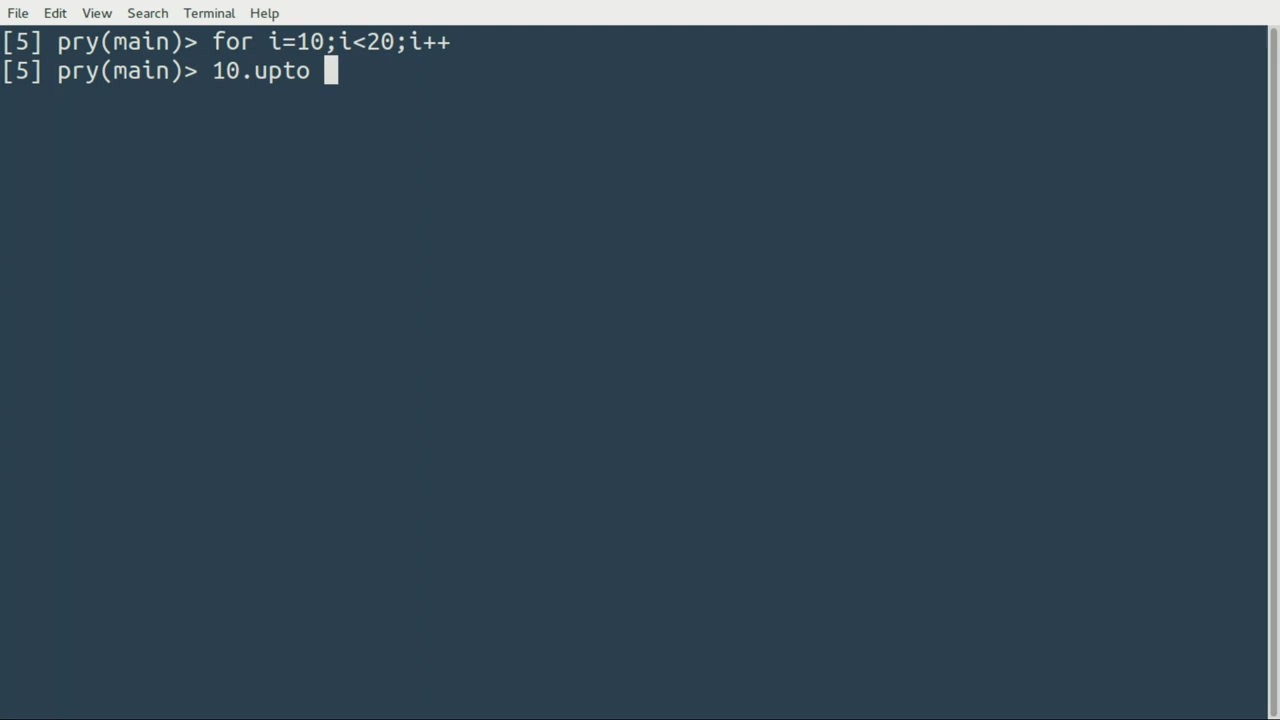 File Edit View Search Terminal Help
[5] pry(main)> for i=10;i<20;i++
[5] pry(main)> 10.upto